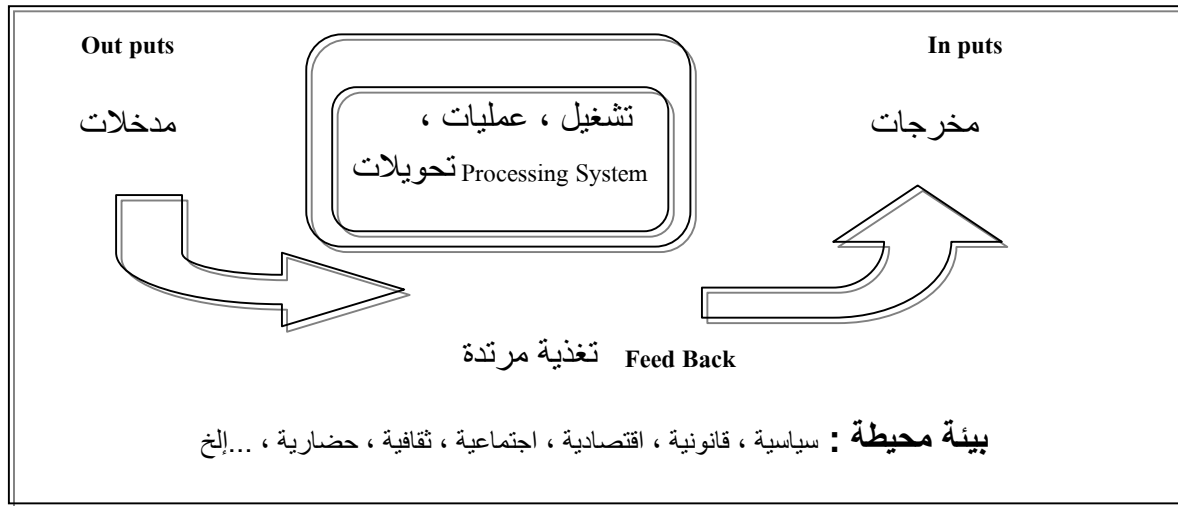 Out puts
In puts
مدخلات
تشغيل ، عمليات ،
تحويلات Processing System
مخرجات
تغذية مرتدة Feed Back
بيئة محيطة : سياسية ، قانونية ، اقتصادية ، اجتماعية ، ثقافية ، حضارية ، ...إلخ